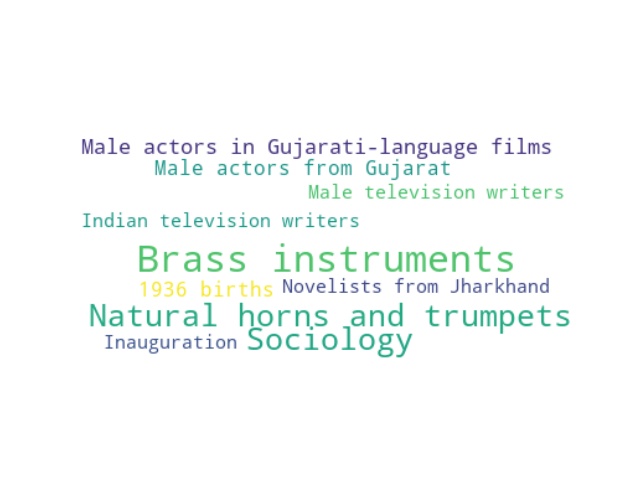 Male actors in Gujarati-language films
Male actors from Gujarat
Male television writers
Indian television writers
Brass instruments
1936 births
Novelists from Jharkhand
Natural horns and trumpets
Inauguration
Sociology